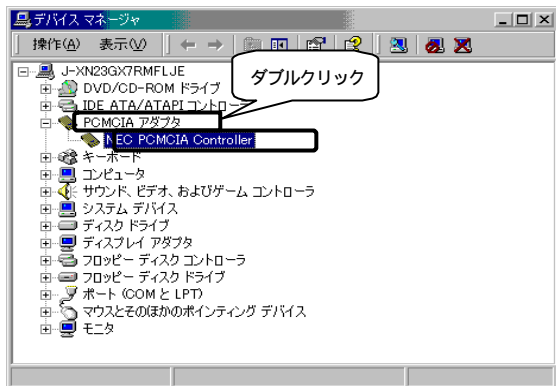 デバイス マネージャ
操作(A) 表示(V)
ダブルクリック
J-XN23GX7RMFLJE
DVD/CD-ROM ドライブ
IDE ATA/ATAPI コントローラ
PCMCIA アダプタ
NEC PCMCIA Controller
キーボード
コンピュータ
サウンド、ビデオ、およびゲーム コントローラ
システム デバイス
ディスク ドライブ
ディスプレイ アダプタ
フロッピー ディスク コントローラ
フロッピー ディスク ドライブ
ポート (COM と LPT)
マウスとそのほかのポインティング デバイス
モニタ